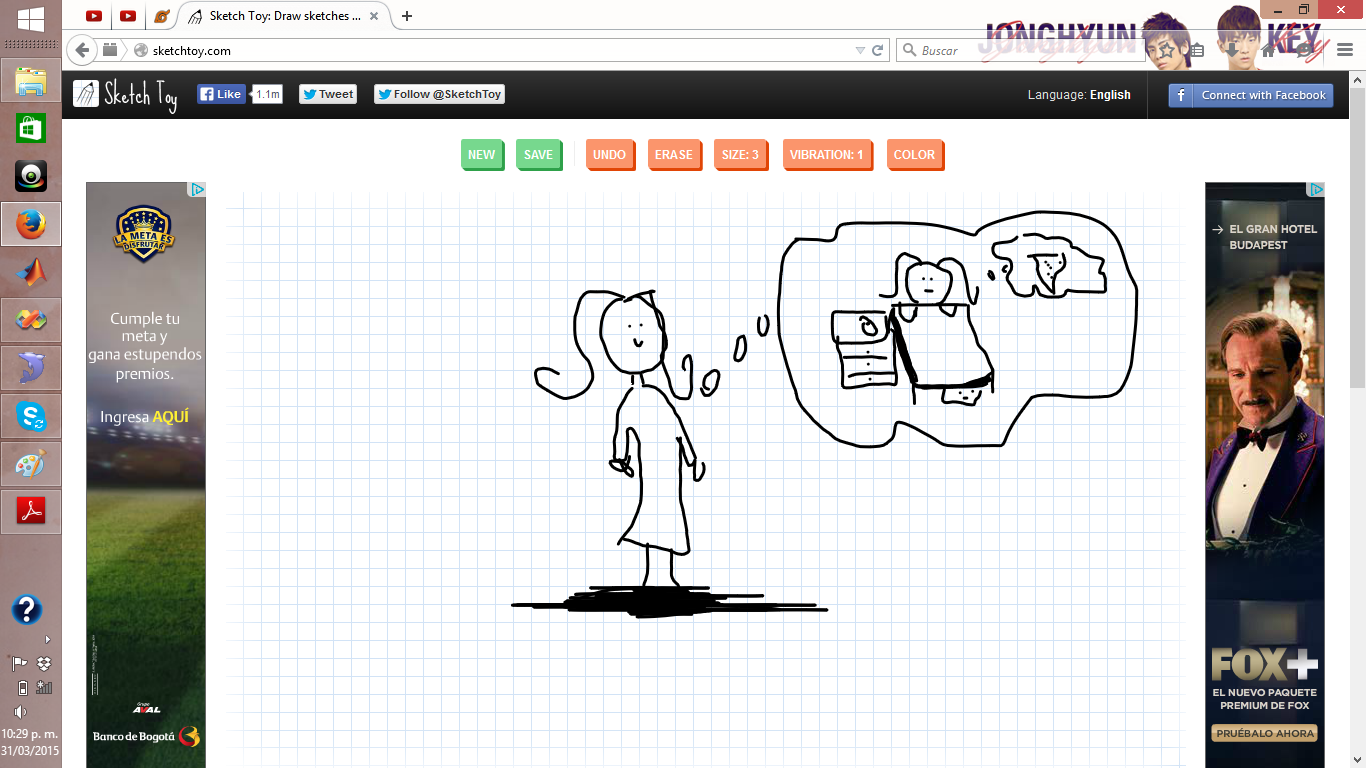 Sketch Toy: Draw sketches ...
sketchtoy.com
Buscar
JONGHYUN
KEY
Sketch Toy
Like
1.1m
Tweet
Follow @SketchToy
Language: English
Connect with Facebook
NEW
SAVE
UNDO
ERASE
SIZE: 3
VIBRATION: 1
COLOR
LA META ES
DISFRUTAR
Cumple tu
meta y
gana estupendos
premios.
Ingresa AQUÍ
Grupo
AVAL
Banco de Bogotá
EL GRAN HOTEL
BUDAPEST
FOX+
EL NUEVO PAQUETE
PREMIUM DE FOX
PRUÉBALO AHORA
10:29 p. m.
31/03/2015